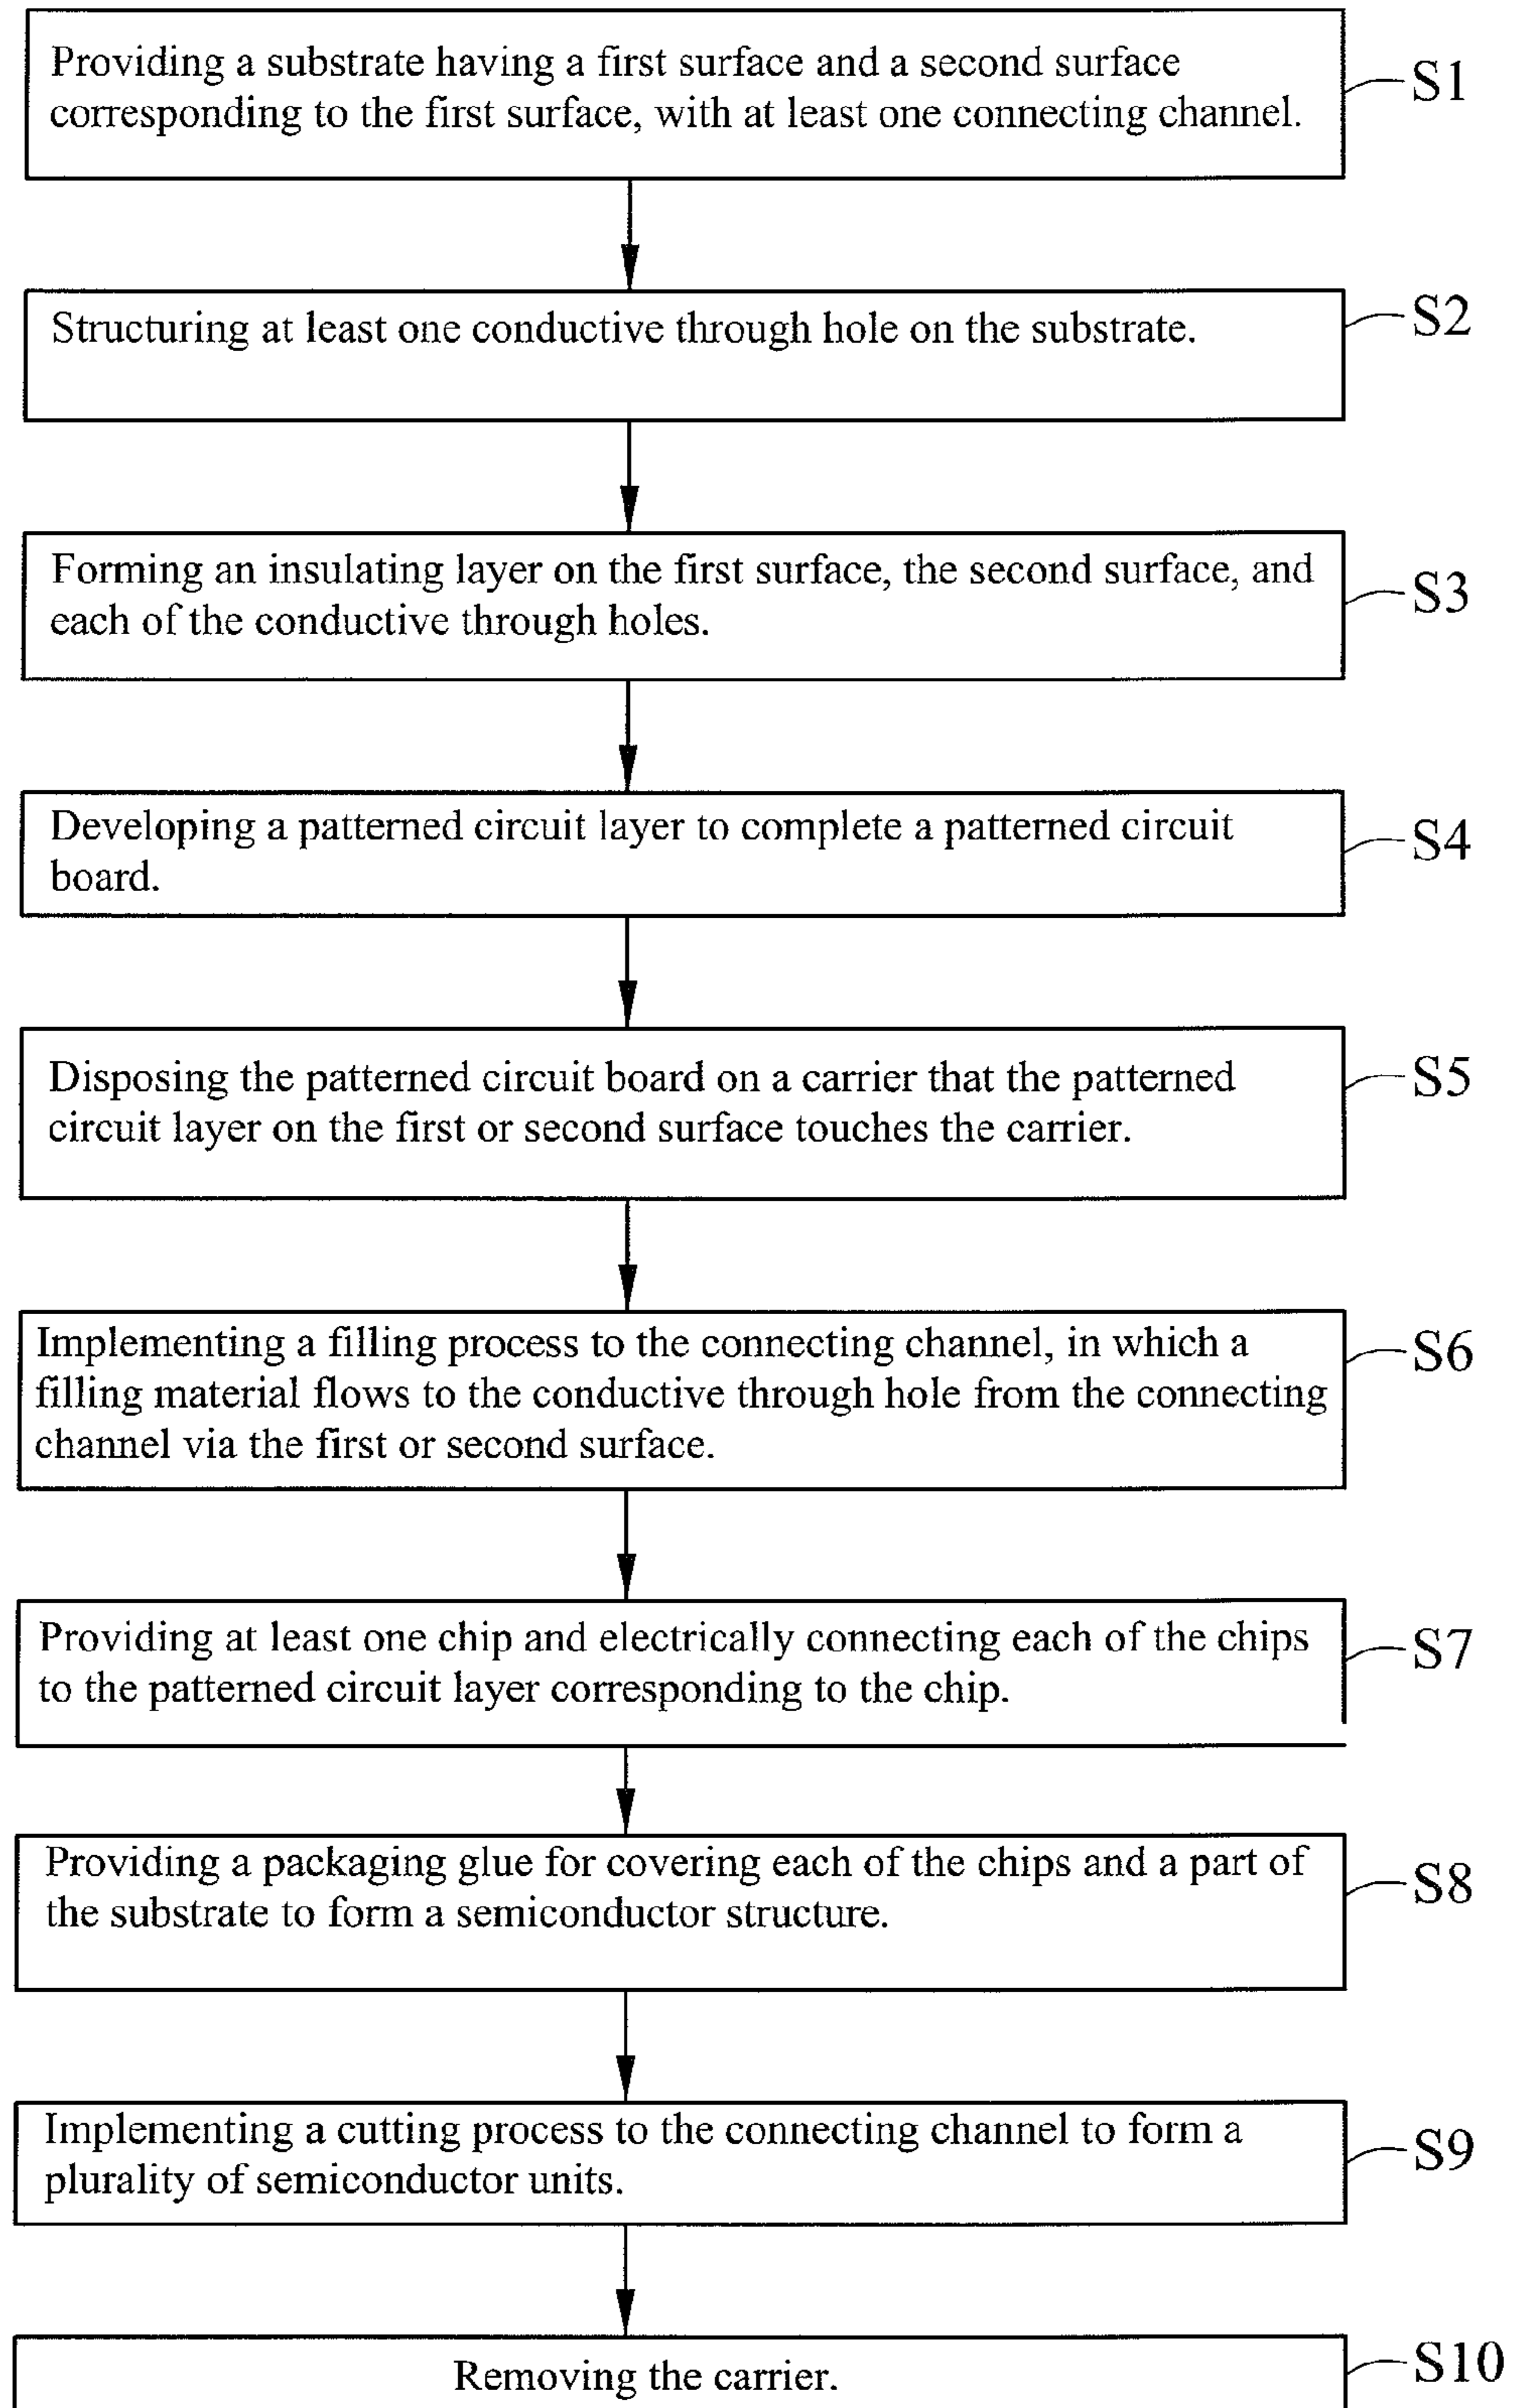 Providing a substrate having a first surface and a second surface
corresponding to the first surface, with at least one connecting channel.
S1
Structuring at least one conductive through hole on the substrate.
S2
Forming an insulating layer on the first surface, the second surface, and
each of the conductive through holes.
S3
Developing a patterned circuit layer to complete a patterned circuit
board.
S4
Disposing the patterned circuit board on a carrier that the patterned
circuit layer on the first or second surface touches the carrier.
S5
Implementing a filling process to the connecting channel, in which a
filling material flows to the conductive through hole from the connecting
channel via the first or second surface.
S6
Providing at least one chip and electrically connecting each of the chips
to the patterned circuit layer corresponding to the chip.
S7
Providing a packaging glue for covering each of the chips and a part of
the substrate to form a semiconductor structure.
S8
Implementing a cutting process to the connecting channel to form a
plurality of semiconductor units.
S9
Removing the carrier.
S10